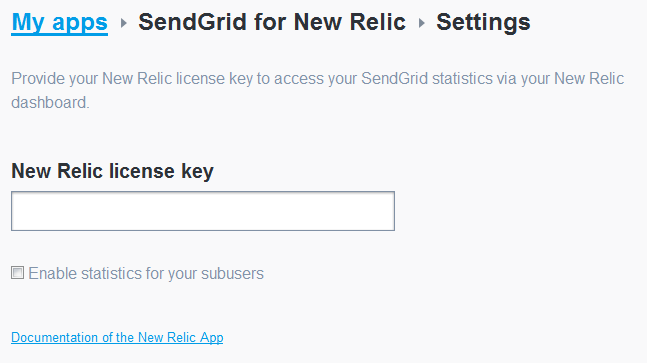 My apps ▸ SendGrid for New Relic ▸ Settings
Provide your New Relic license key to access your SendGrid statistics via your New Relic
dashboard.
New Relic license key
Enable statistics for your subusers
Documentation of the New Relic App